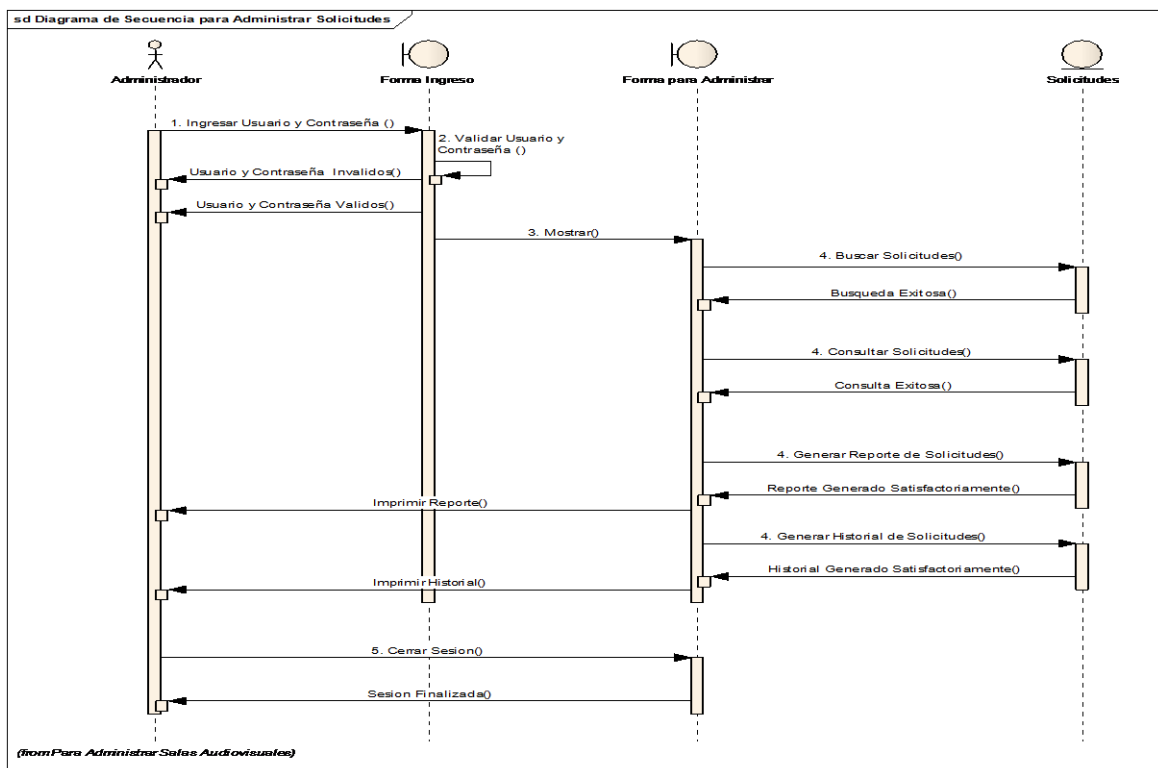 sd Diagrama de Secuencia para Administrar Solicitudes
Administrador
Forma Ingreso
Forma para Administrar
Solicitudes
1. Ingresar Usuario y Contraseña ()
2. Validar Usuario y
Contraseña ()
Usuario y Contraseña Invalidos()
Usuario y Contraseña Validos()
3. Mostrar()
4. Buscar Solicitudes()
Busqueda Exitosa()
4. Consultar Solicitudes()
Consulta Exitosa()
4. Generar Reporte de Solicitudes()
Reporte Generado Satisfactoriamente()
Imprimir Reporte()
4. Generar Historial de Solicitudes()
Historial Generado Satisfactoriamente()
Imprimir Historial()
5. Cerrar Sesion()
Sesion Finalizada()
(from Para Administrar Salas Audiovisuales)